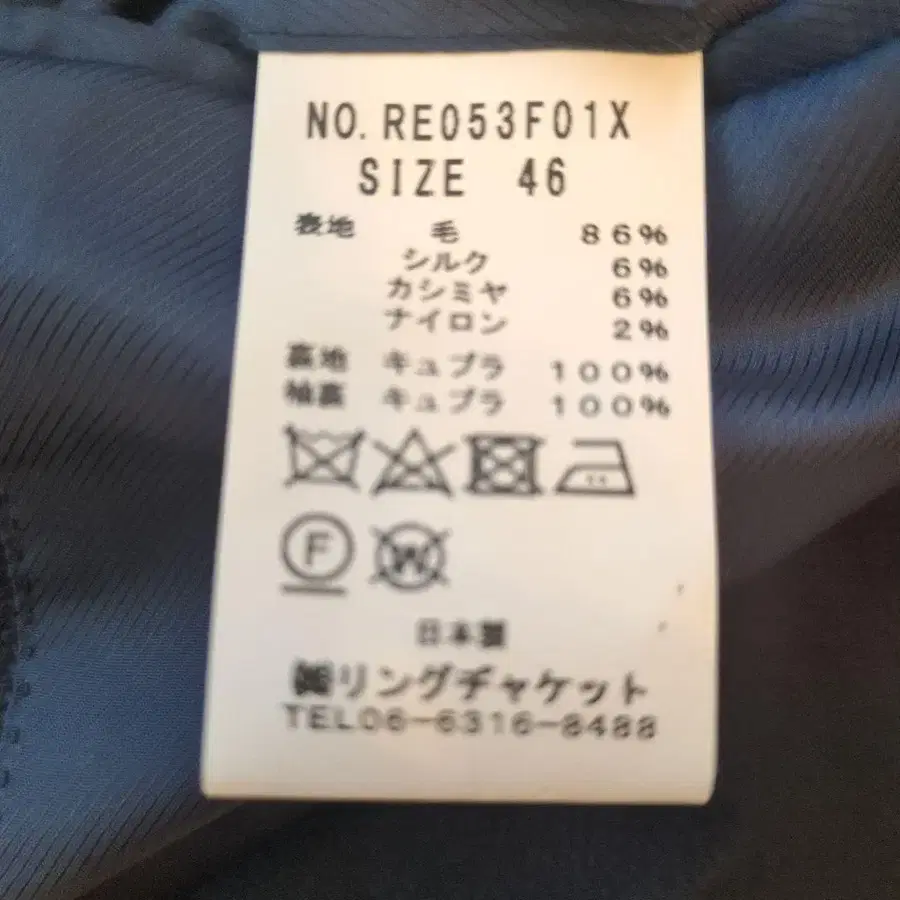 NO. RE053F01X
SIZE 46
表地 毛 86%
シルク 6%
カシミヤ 6%
ナイロン 2%
裏地 キュプラ 100%
袖裏 キュプラ 100%
F W
日本製
㈱リングヂャケット
TEL06-6316-8488